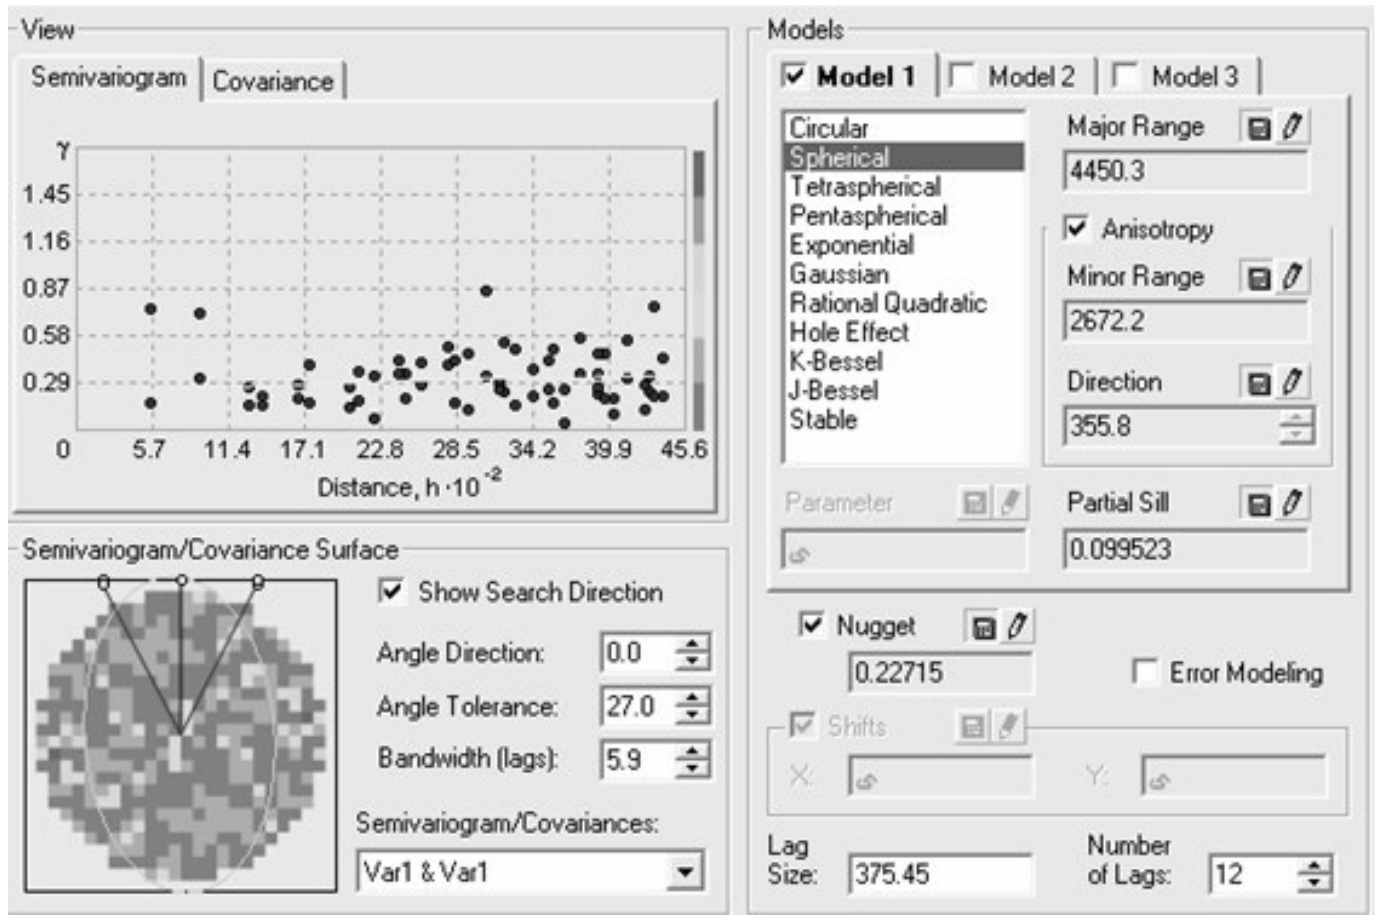 View
Semivariogram Covariance
γ
1.45
1.16
0.87
0.58
0.29
0 5.7 11.4 17.1 22.8 28.5 34.2 39.9 45.6
Distance, h ·10 -2
Semivariogram/Covariance Surface
Show Search Direction
Angle Direction: 0.0
Angle Tolerance: 27.0
Bandwidth (lags): 5.9
Semivariogram/Covariances:
Var1 & Var1
Models
Model 1 Model 2 Model 3
Circular
Spherical
Tetraspherical
Pentaspherical
Exponential
Gaussian
Rational Quadratic
Hole Effect
K-Bessel
J-Bessel
Stable
Major Range
4450.3
Anisotropy
Minor Range
2672.2
Direction
355.8
Parameter
Partial Sill
0.099523
Nugget
0.22715
Error Modeling
Shifts
X: Y:
Lag
Size: 375.45
Number
of Lags: 12